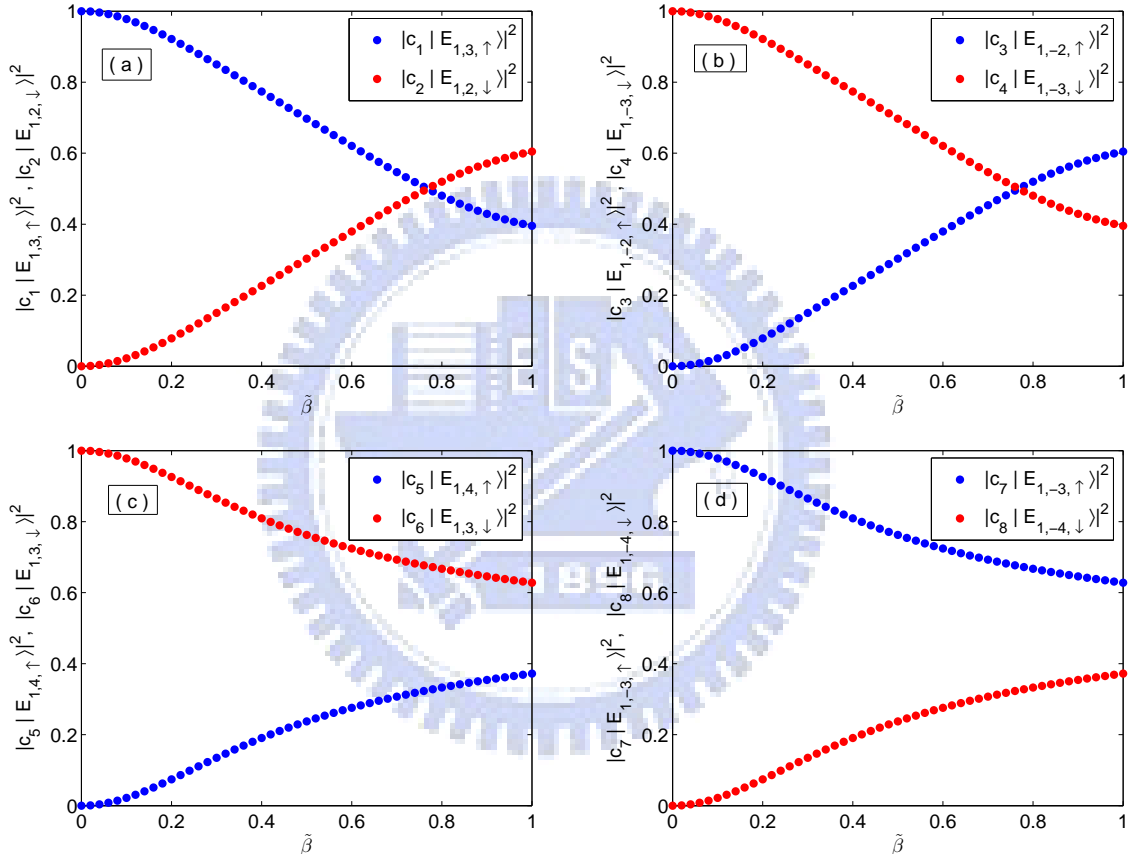 ( a )
|c₁ | E₁,₃,↑ ⟩|²
|c₂ | E₁,₂,↓ ⟩|²
|c₁ | E₁,₃,↑ ⟩|² , |c₂ | E₁,₂,↓ ⟩|²
1
0.8
0.6
0.4
0.2
0
0 0.2 0.4 0.6 0.8 1
β̃
( b )
|c₃ | E₁,₋₂,↑ ⟩|²
|c₄ | E₁,₋₃,↓ ⟩|²
|c₃ | E₁,₋₂,↑ ⟩|² , |c₄ | E₁,₋₃,↓ ⟩|²
1
0.8
0.6
0.4
0.2
0
0 0.2 0.4 0.6 0.8 1
β̃
( c )
|c₅ | E₁,₄,↑ ⟩|²
|c₆ | E₁,₃,↓ ⟩|²
|c₅ | E₁,₄,↑ ⟩|² , |c₆ | E₁,₃,↓ ⟩|²
1
0.8
0.6
0.4
0.2
0
0 0.2 0.4 0.6 0.8 1
β̃
( d )
|c₇ | E₁,₋₃,↑ ⟩|²
|c₈ | E₁,₋₄,↓ ⟩|²
|c₇ | E₁,₋₃,↑ ⟩|² , |c₈ | E₁,₋₄,↓ ⟩|²
1
0.8
0.6
0.4
0.2
0
0 0.2 0.4 0.6 0.8 1
β̃
E S
1896